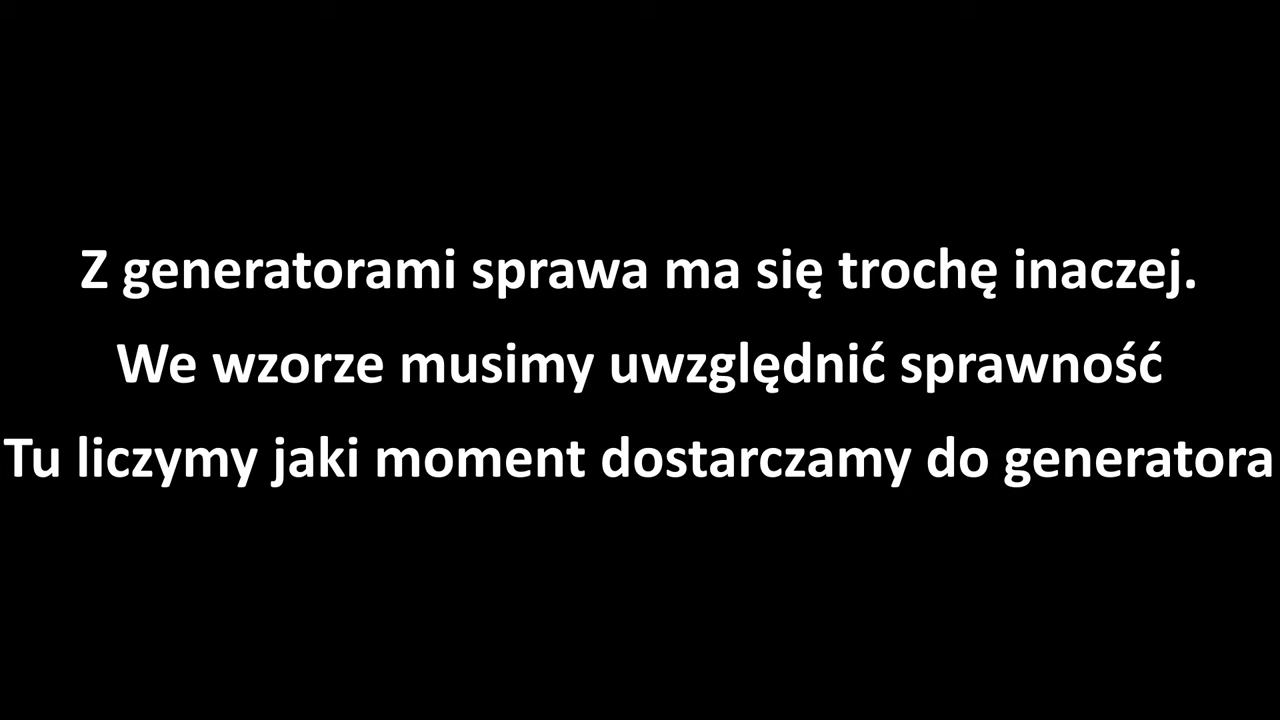 Z generatorami sprawa ma się trochę inaczej.
We wzorze musimy uwzględnić sprawność
Tu liczymy jaki moment dostarczamy do generatora